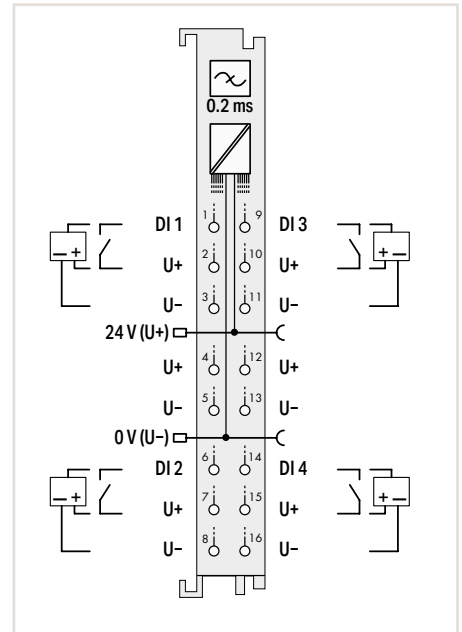 0.2 ms
DI 1 1 9 DI 3
− + U+ 2 10 U+ − +
U− 3 11 U−
24 V (U+)
U+ 4 12 U+
U− 5 13 U−
0 V (U−)
DI 2 6 14 DI 4
− + U+ 7 15 U+ − +
U− 8 16 U−